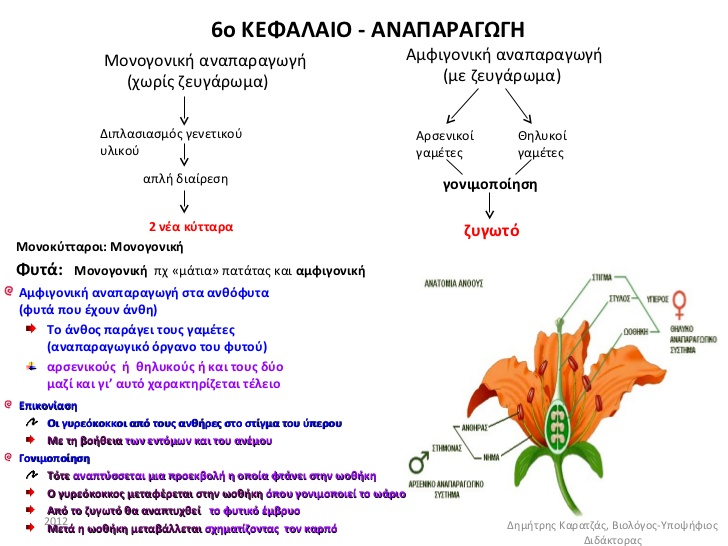 6ο ΚΕΦΑΛΑΙΟ - ΑΝΑΠΑΡΑΓΩΓΗ
Μονογονική αναπαραγωγή
(χωρίς ζευγάρωμα)
Διπλασιασμός γενετικού
υλικού
απλή διαίρεση
2 νέα κύτταρα
Αμφιγονική αναπαραγωγή
(με ζευγάρωμα)
Αρσενικοί
γαμέτες
Θηλυκοί
γαμέτες
γονιμοποίηση
ζυγωτό
Μονοκύτταροι: Μονογονική
Φυτά: Μονογονική πχ «μάτια» πατάτας και αμφιγονική
Αμφιγονική αναπαραγωγή στα ανθόφυτα
(φυτά που έχουν άνθη)
Το άνθος παράγει τους γαμέτες
(αναπαραγωγικό όργανο του φυτού)
αρσενικούς ή θηλυκούς ή και τους δύο
μαζί και γι’ αυτό χαρακτηρίζεται τέλειο
Επικονίαση
Οι γυρεόκοκκοι από τους ανθήρες στο στίγμα του ύπερου
Με τη βοήθεια των εντόμων και του ανέμου
Γονιμοποίηση
Τότε αναπτύσσεται μια προεκβολή η οποία φτάνει στην ωοθήκη
Ο γυρεόκοκκος μεταφέρεται στην ωοθήκη όπου γονιμοποιεί το ωάριο
Από το ζυγωτό θα αναπτυχθεί το φυτικό έμβρυο
Μετά η ωοθήκη μεταβάλλεται σχηματίζοντας τον καρπό
2012
ΑΝΑΤΟΜΙΑ ΑΝΘΟΥΣ
ΣΤΙΓΜΑ
ΣΤΥΛΟΣ
ΥΠΕΡΟΣ
ΩΟΘΗΚΗ
ΘΗΛΥΚΟ
ΑΝΑΠΑΡΑΓΩΓΙΚΟ
ΣΥΣΤΗΜΑ
ΑΝΘΗΡΑΣ
ΣΤΗΜΟΝΑΣ
ΝΗΜΑ
ΑΡΣΕΝΙΚΟ ΑΝΑΠΑΡΑΓΩΓΙΚΟ
ΣΥΣΤΗΜΑ
Δημήτρης Καρατζάς, Βιολόγος-Υποψήφιος
Διδάκτορας